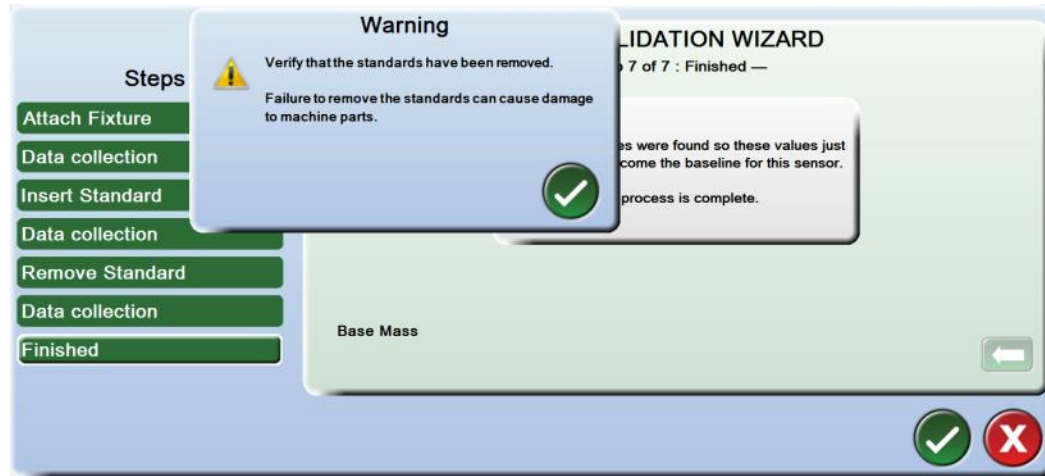 Warning
Verify that the standards have been removed.
Failure to remove the standards can cause damage
to machine parts.
LIDATION WIZARD
7 of 7 : Finished —
Steps
Attach Fixture
Data collection
Insert Standard
Data collection
Remove Standard
Data collection
Finished
were found so these values just
come the baseline for this sensor.
process is complete.
Base Mass
X